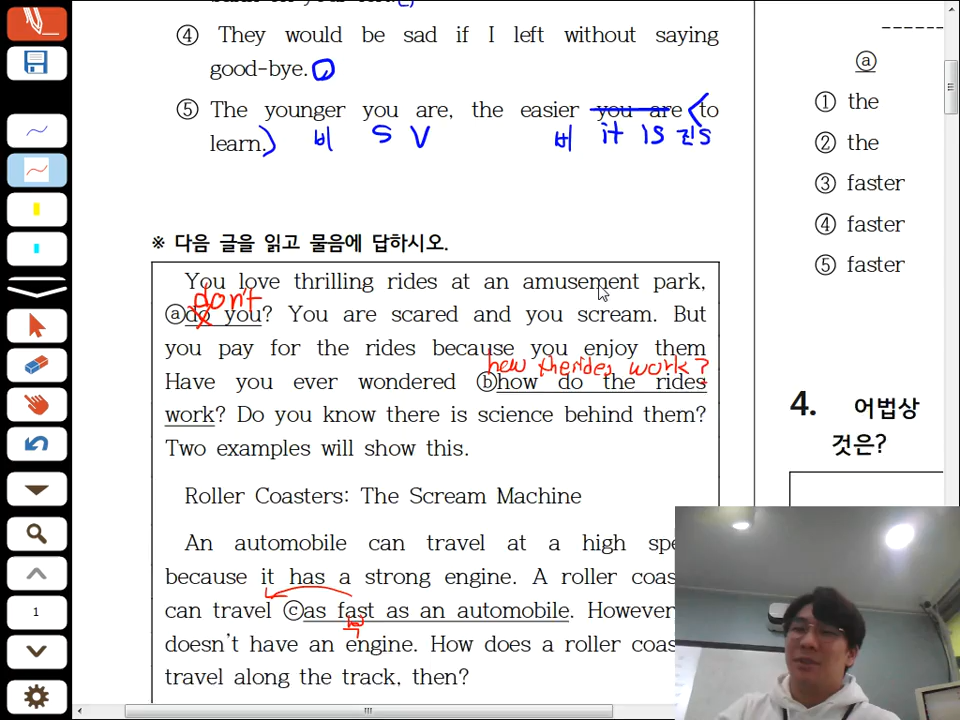 ④ They would be sad if I left without saying
good-bye.
⑤ The younger you are, the easier you are to
learn.
비 S V 비 it is 진S
※ 다음 글을 읽고 물음에 답하시오.
You love thrilling rides at an amusement park,
don't
ⓐdo you? You are scared and you scream. But
you pay for the rides because you enjoy them
how the rides work?
Have you ever wondered ⓑhow do the rides
work? Do you know there is science behind them?
Two examples will show this.
Roller Coasters: The Scream Machine
An automobile can travel at a high
because it has a strong engine. A roller
can travel ⓒas fast as an automobile. However
doesn't have an engine. How does a roller
travel along the track, then?
ⓐ
① the
② the
③ faster
④ faster
⑤ faster
4. 어법상
것은?
1